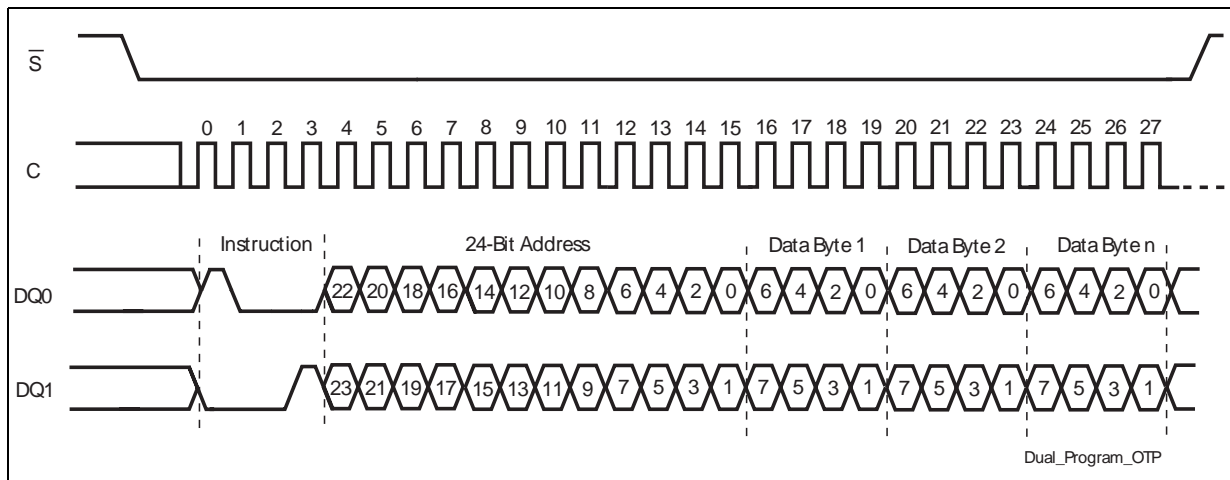 S
0 1 2 3 4 5 6 7 8 9 10 11 12 13 14 15 16 17 18 19 20 21 22 23 24 25 26 27
C
Instruction 24-Bit Address Data Byte 1 Data Byte 2 Data Byte n
DQ0 22 20 18 16 14 12 10 8 6 4 2 0 6 4 2 0 6 4 2 0 6 4 2 0
DQ1 23 21 19 17 15 13 11 9 7 5 3 1 7 5 3 1 7 5 3 1 7 5 3 1
Dual_Program_OTP